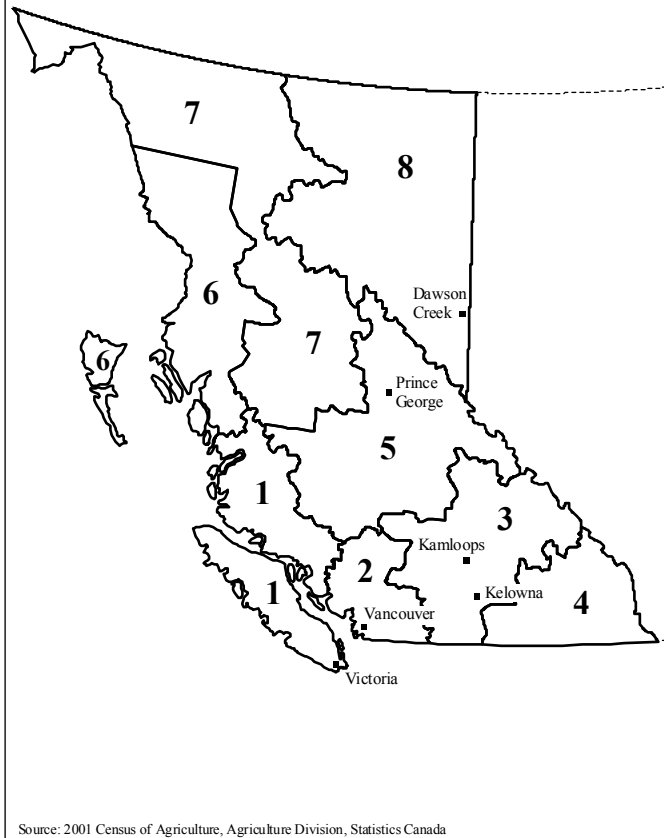 7
8
Dawson
Creek
6
6
7
Prince
George
5
1
3
Kamloops
2
1
Kelowna
4
Vancouver
Victoria
Source: 2001 Census of Agriculture, Agriculture Division, Statistics Canada